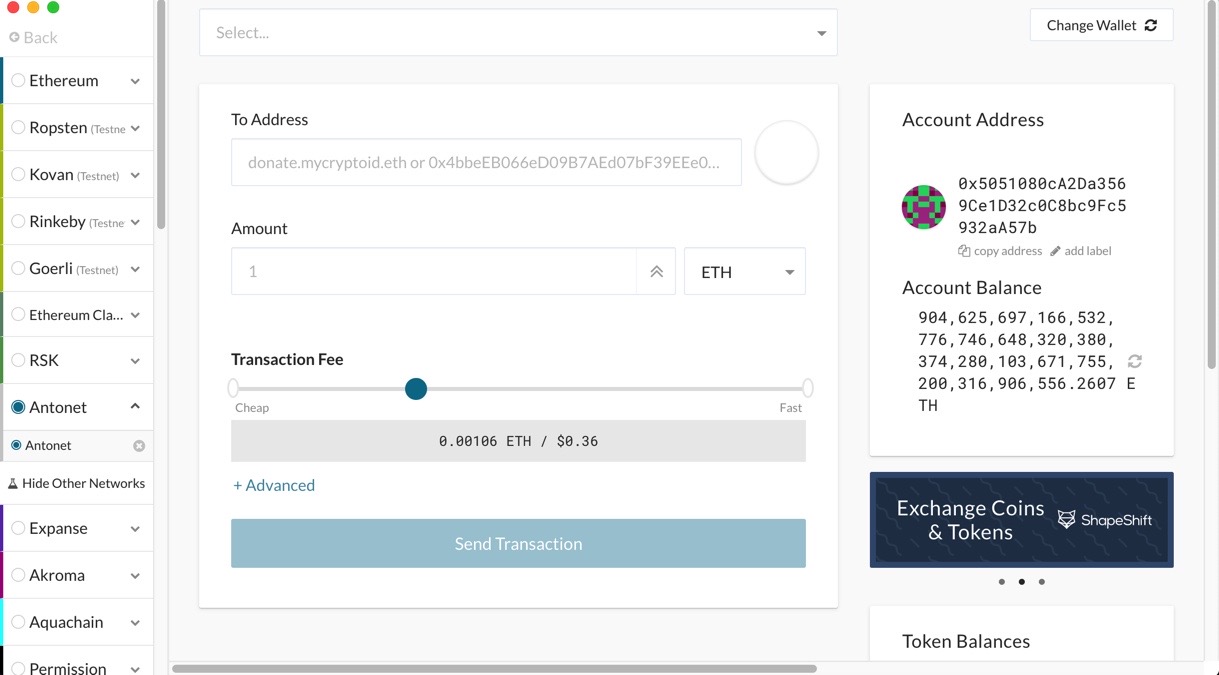 Back
Ethereum
Ropsten (Testne
Kovan (Testnet)
Rinkeby (Testne
Goerli (Testnet)
Ethereum Cla...
RSK
Antonet
Antonet
Hide Other Networks
Expanse
Akroma
Aquachain
Permission
Select...
Change Wallet
To Address
donate.mycryptoid.eth or 0x4bbeEB066eD09B7AEd07bF39EEe0...
Amount
1
ETH
Transaction Fee
Cheap
Fast
0.00106 ETH / $0.36
+ Advanced
Send Transaction
Account Address
0x5051080cA2Da356
9Ce1D32c0C8bc9Fc5
932aA57b
copy address add label
Account Balance
904,625,697,166,532,
776,746,648,320,380,
374,280,103,671,755,
200,316,906,556.2607 E
TH
Exchange Coins
& Tokens
ShapeShift
Token Balances